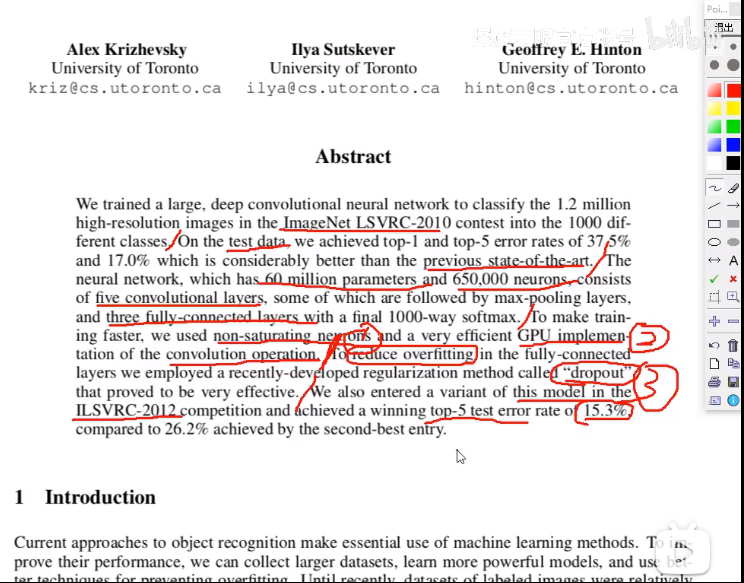 Poi...
退出
Alex Krizhevsky Ilya Sutskever Geoffrey E. Hinton
University of Toronto University of Toronto University of Toronto
kriz@cs.utoronto.ca ilya@cs.utoronto.ca hinton@cs.utoronto.ca
Abstract
We trained a large, deep convolutional neural network to classify the 1.2 million
high-resolution images in the ImageNet LSVRC-2010 contest into the 1000 dif-
ferent classes. On the test data, we achieved top-1 and top-5 error rates of 37.5%
and 17.0% which is considerably better than the previous state-of-the-art. The
neural network, which has 60 million parameters and 650,000 neurons, consists
of five convolutional layers, some of which are followed by max-pooling layers,
and three fully-connected layers with a final 1000-way softmax. To make train-
ing faster, we used non-saturating neurons and a very efficient GPU implemen-
tation of the convolution operation. To reduce overfitting in the fully-connected
layers we employed a recently-developed regularization method called “dropout”
that proved to be very effective. We also entered a variant of this model in the
ILSVRC-2012 competition and achieved a winning top-5 test error rate of 15.3%,
compared to 26.2% achieved by the second-best entry.
1 Introduction
Current approaches to object recognition make essential use of machine learning methods. To im-
prove their performance, we can collect larger datasets, learn more powerful models, and use bet-
ter techniques for preventing overfitting. Until recently, datasets of labeled images were relatively
A
3
bilibili